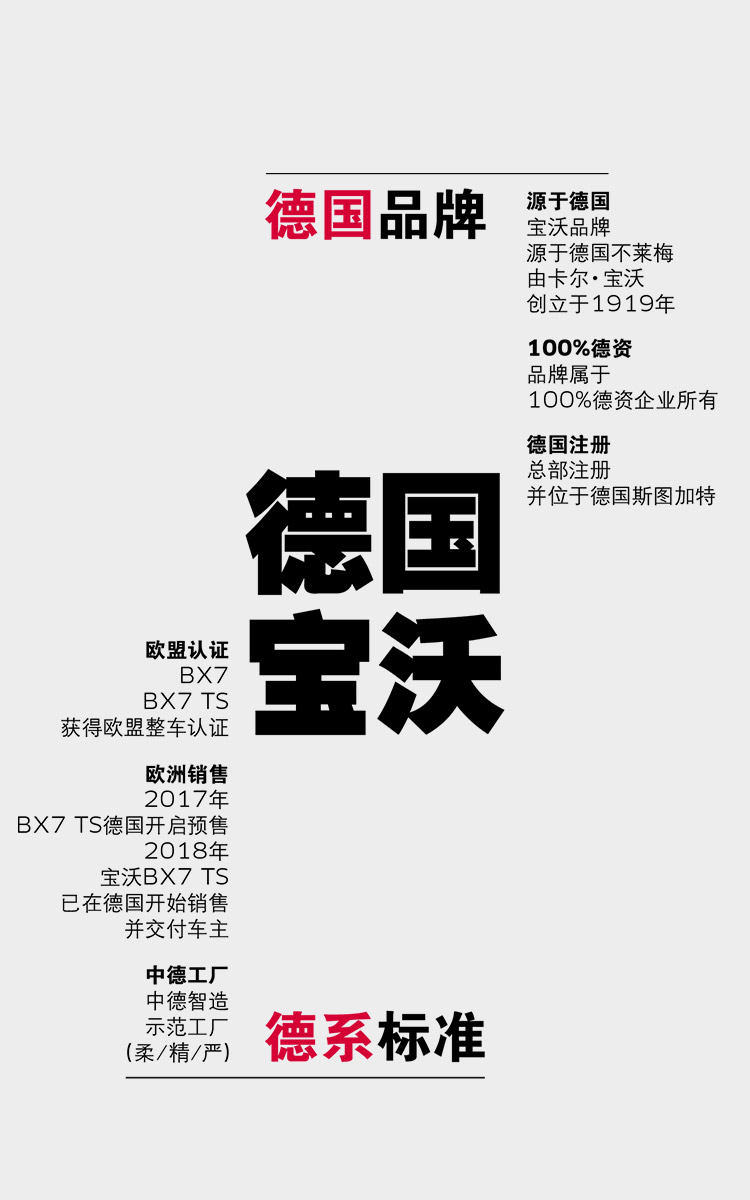 德国品牌
源于德国
宝沃品牌
源于德国不莱梅
由卡尔·宝沃
创立于1919年
100%德资
品牌属于
100%德资企业所有
德国注册
总部注册
并位于德国斯图加特
德国
宝沃
欧盟认证
BX7
BX7 TS
获得欧盟整车认证
欧洲销售
2017年
BX7 TS德国开启预售
2018年
宝沃BX7 TS
已在德国开始销售
并交付车主
中德工厂
中德智造
示范工厂
(柔/精/严)
德系标准